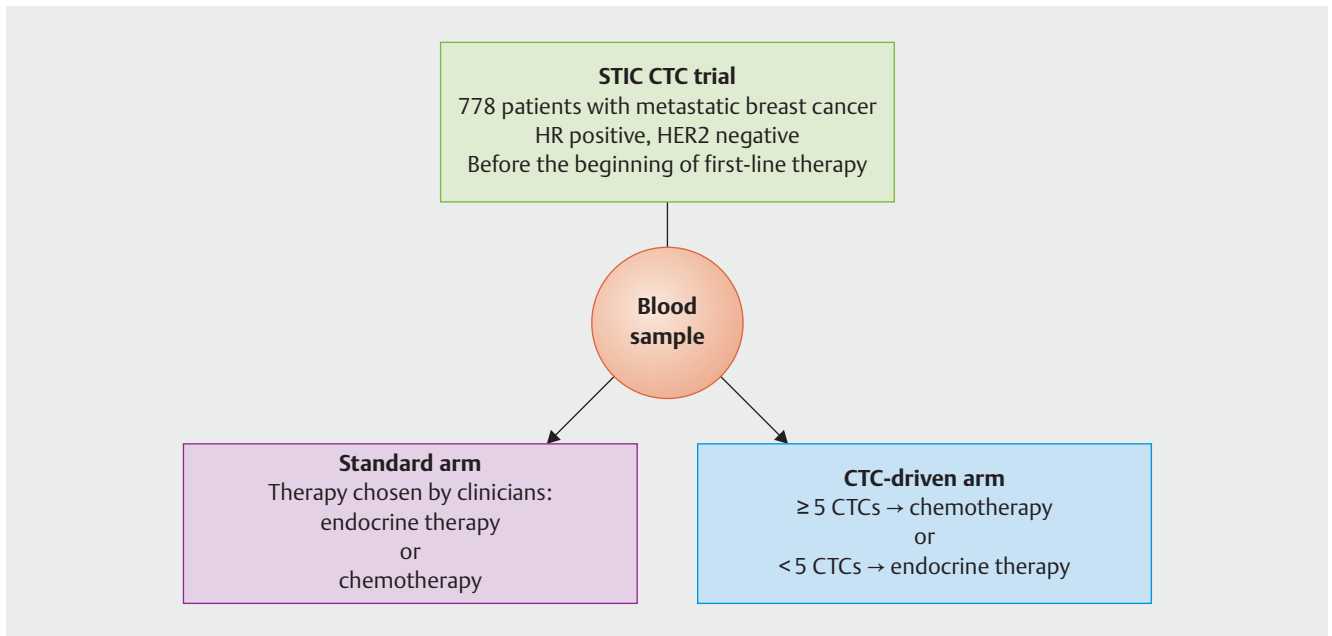 STIC CTC trial
778 patients with metastatic breast cancer
HR positive, HER2 negative
Before the beginning of first-line therapy
Blood
sample
Standard arm
Therapy chosen by clinicians:
endocrine therapy
or
chemotherapy
CTC-driven arm
≥ 5 CTCs → chemotherapy
or
< 5 CTCs → endocrine therapy